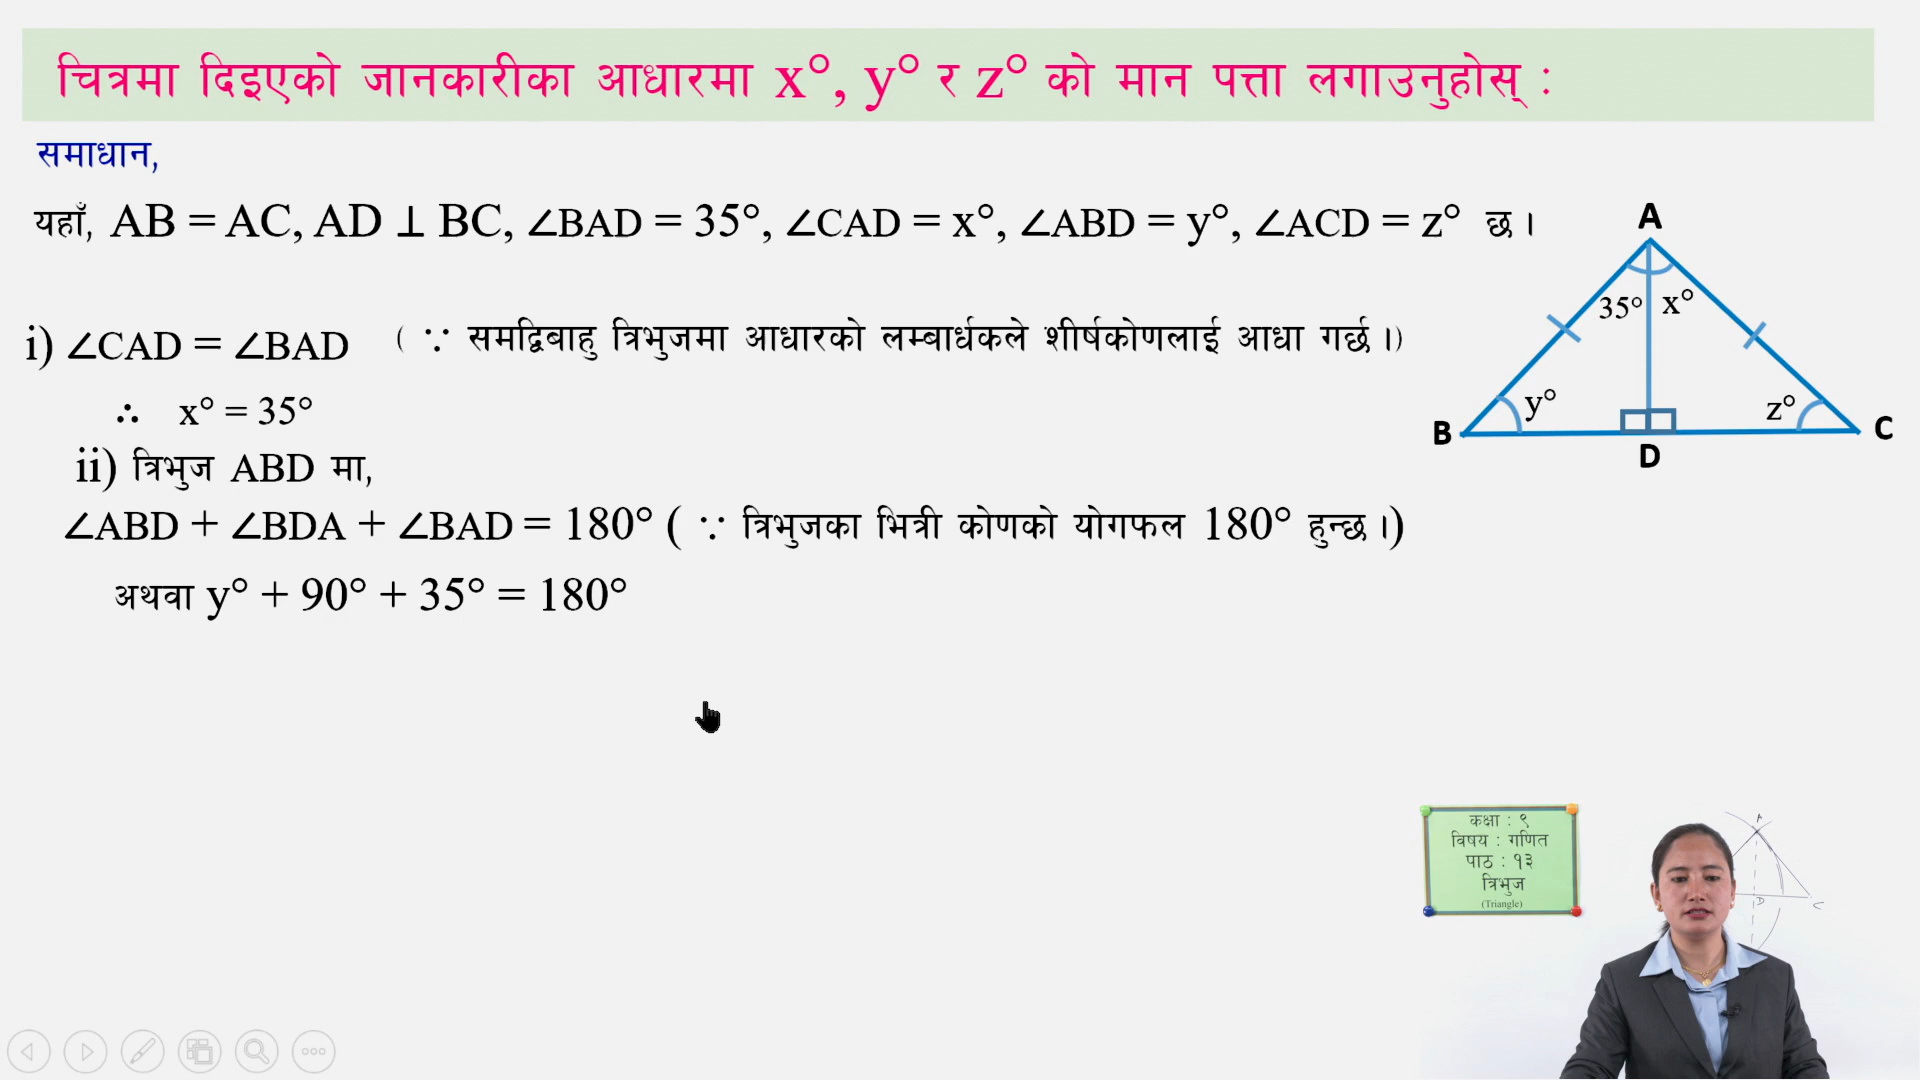 चित्रमा दिइएको जानकारीका आधारमा x°, y° र z° को मान पत्ता लगाउनुहोस् :
समाधान,
यहाँ, AB = AC, AD ⊥ BC, ∠BAD = 35°, ∠CAD = x°, ∠ABD = y°, ∠ACD = z° छ ।
i) ∠CAD = ∠BAD ( ∵ समद्विबाहु त्रिभुजमा आधारको लम्बार्धकले शीर्षकोणलाई आधा गर्छ ।)
∴ x° = 35°
ii) त्रिभुज ABD मा,
∠ABD + ∠BDA + ∠BAD = 180° ( ∵ त्रिभुजका भित्री कोणको योगफल 180° हुन्छ ।)
अथवा y° + 90° + 35° = 180°
A
35° x°
y° z°
B C
D
कक्षा : ९
विषय : गणित
पाठ : १३
त्रिभुज
(Triangle)
A
D
C